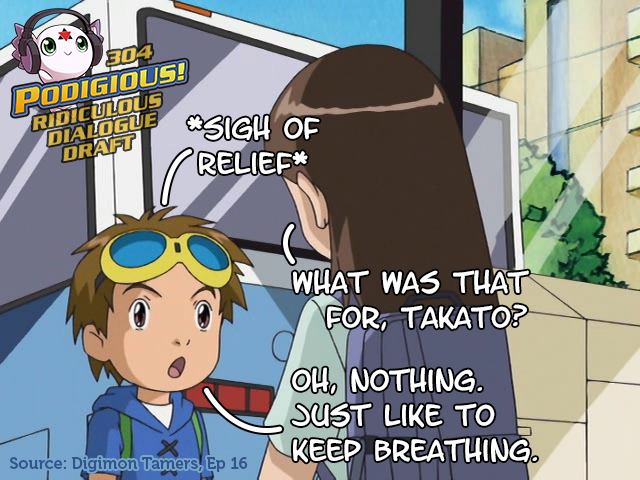 304
PODIGIOUS!
RIDICULOUS
DIALOGUE
DRAFT
*SIGH OF
RELIEF*
WHAT WAS THAT
FOR, TAKATO?
OH, NOTHING.
JUST LIKE TO
KEEP BREATHING.
Source: Digimon Tamers, Ep 16